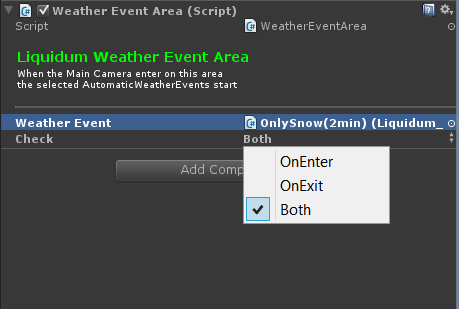 Weather Event Area (Script)
Script WeatherEventArea
Liquidum Weather Event Area
When the Main Camera enter on this area
the selected AutomaticWeatherEvents start
Weather Event OnlySnow(2min) (Liquidum_
Check Both
OnEnter
Add Comp
OnExit
Both